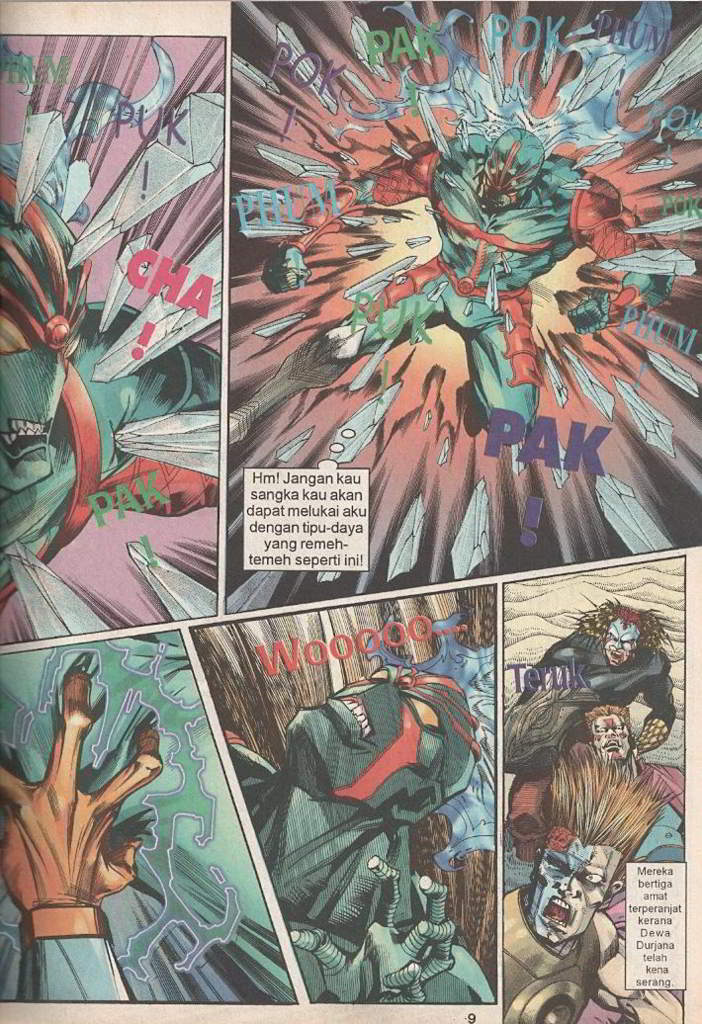 PHUM
!
PUK
!
CHA
!
PAK
!
POK
!
PAK
!
POK
!
PHUM
!
POK
!
PHUM
!
POK
!
PUK
!
PHUM
!
PAK
!
Hm! Jangan kau
sangka kau akan
dapat melukai aku
dengan tipu-daya
yang remeh-
temeh seperti ini!
Wooooo...
Teruk
Mereka
bertiga
amat
terperanjat
kerana
Dewa
Durjana
telah
kena
serang.
9